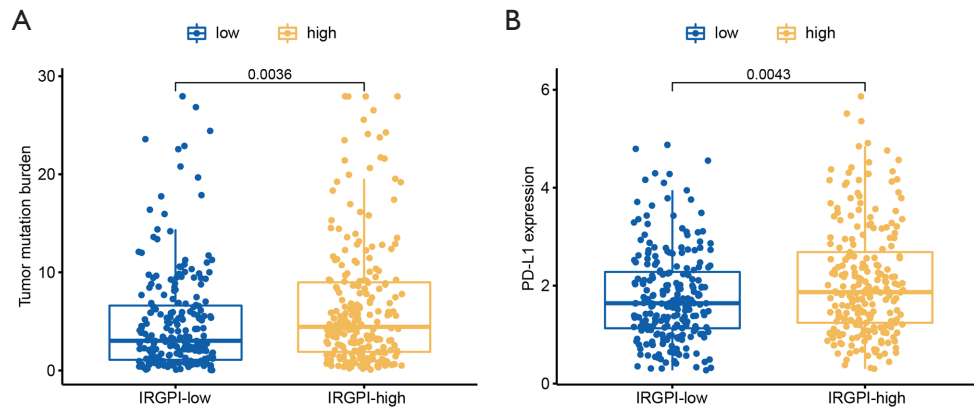 A
low high
0.0036
30
20
10
0
Tumor mutation burden
IRGPI-low IRGPI-high
B
low high
0.0043
6
4
2
0
PD-L1 expression
IRGPI-low IRGPI-high